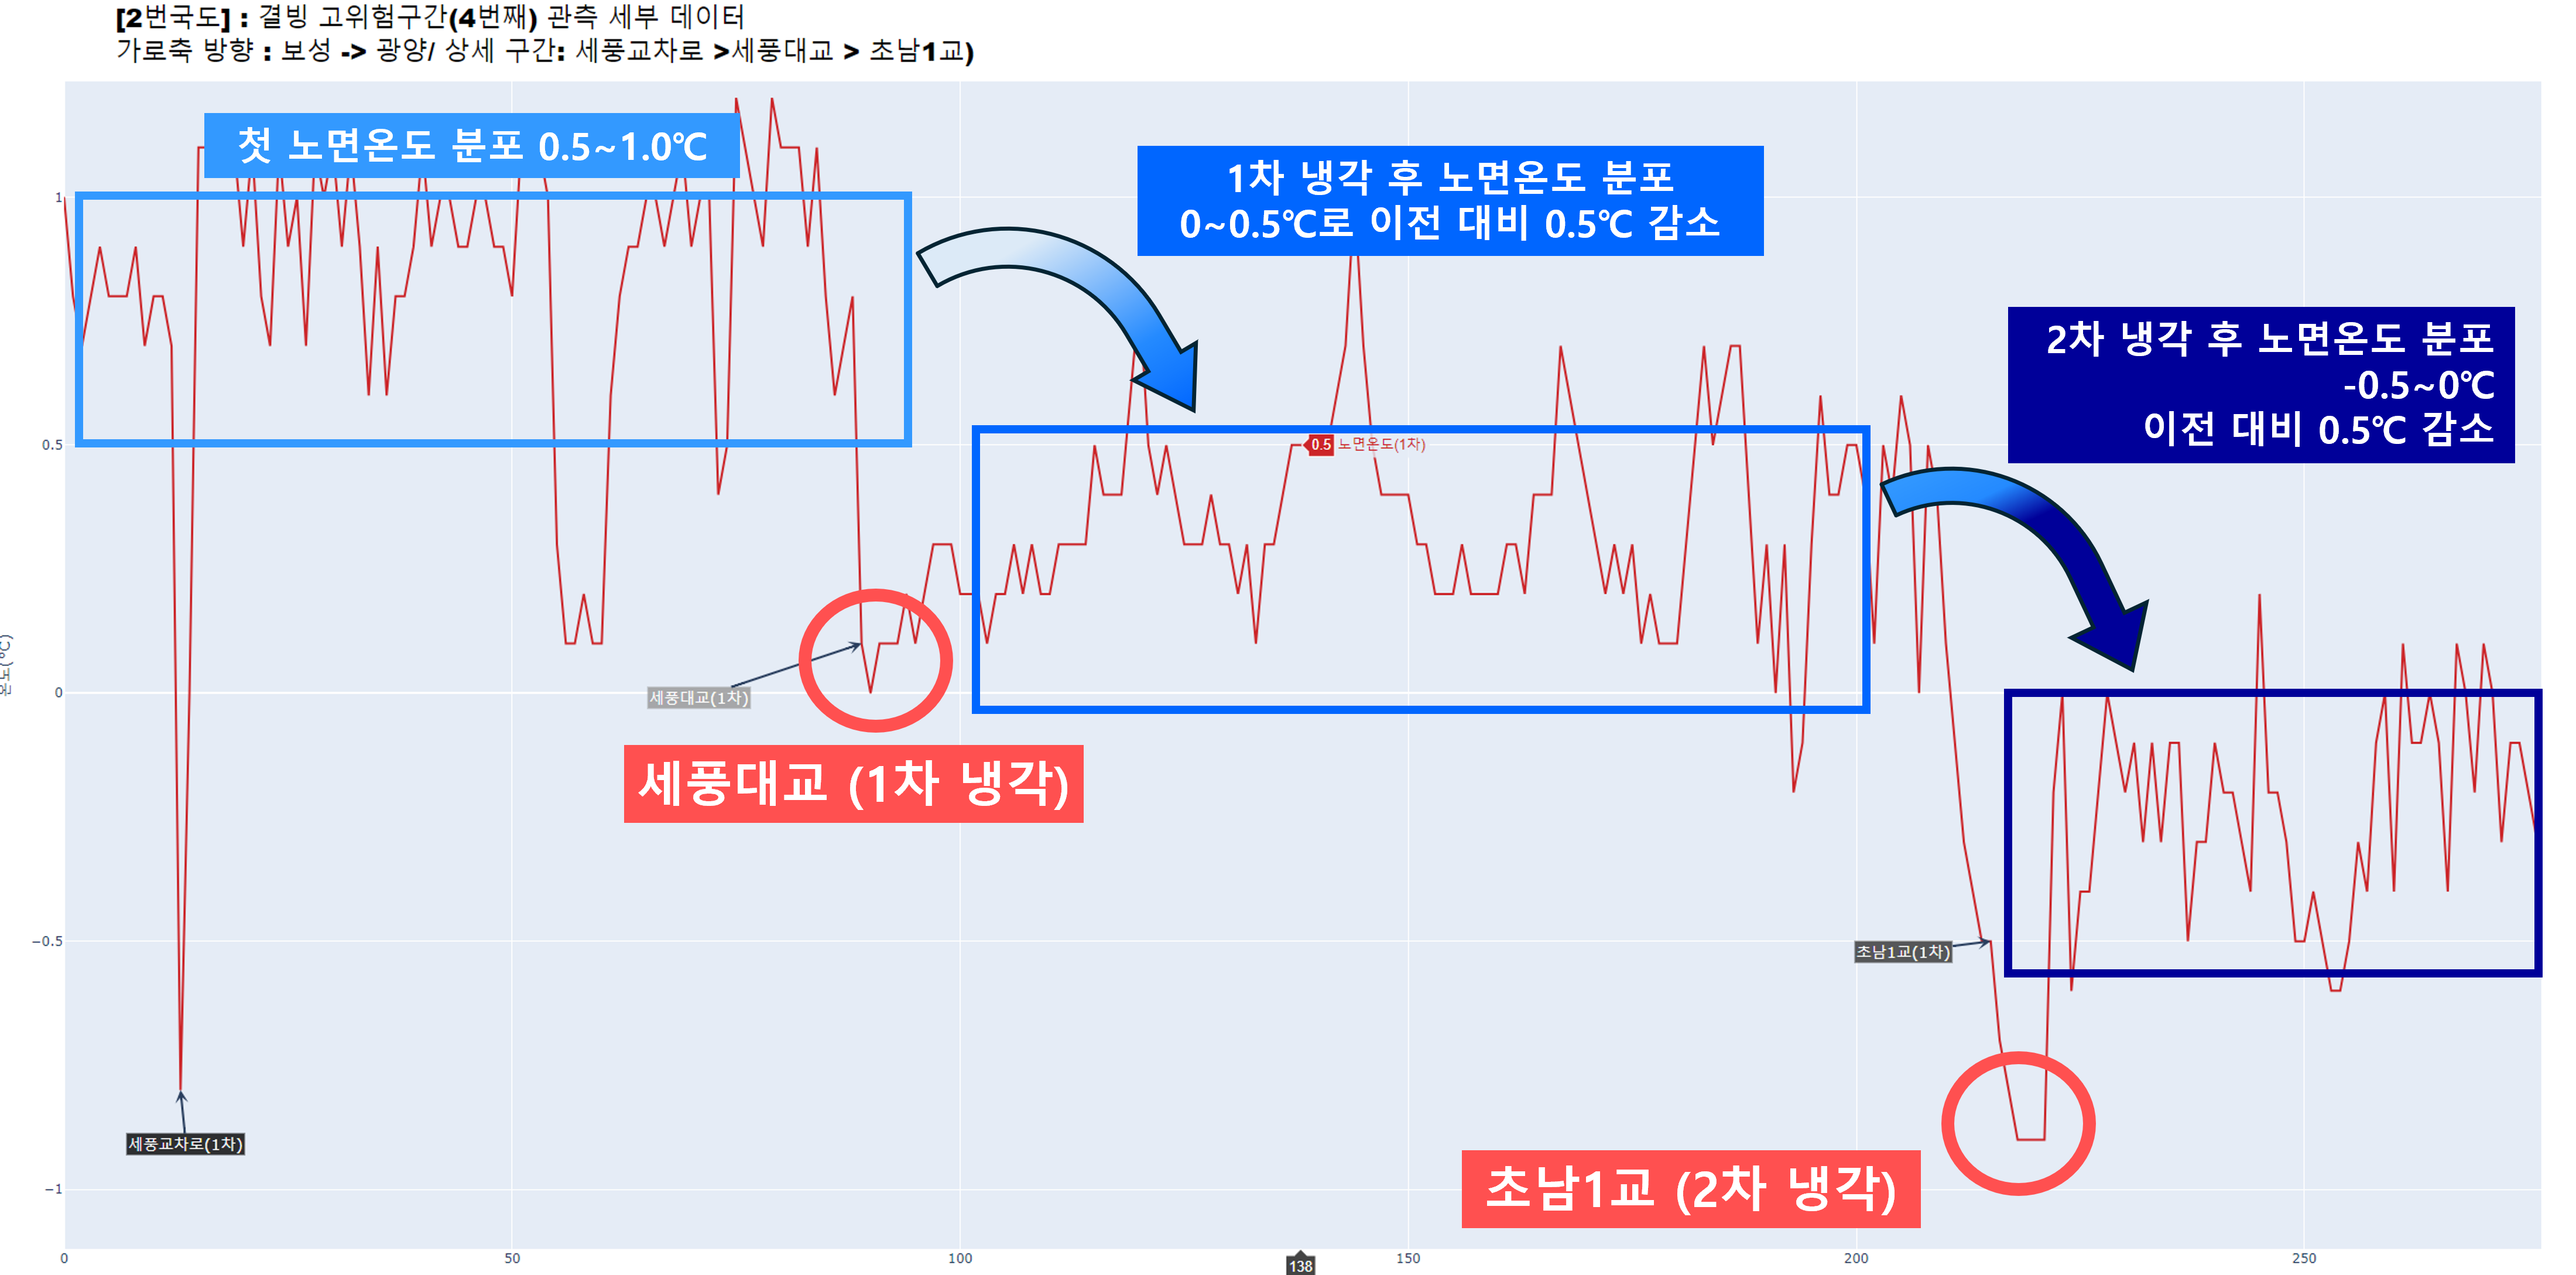 [2번국도] : 결빙 고위험구간(4번째) 관측 세부 데이터
가로축 방향 : 보성 -> 광양/ 상세 구간: 세풍교차로 >세풍대교 > 초남1교)
첫 노면온도 분포 0.5~1.0℃
1차 냉각 후 노면온도 분포
0~0.5℃로 이전 대비 0.5℃ 감소
2차 냉각 후 노면온도 분포
-0.5~0℃
이전 대비 0.5℃ 감소
1
0.5
0.5 노면온도(1차)
온도(℃)
0
세풍대교(1차)
세풍대교 (1차 냉각)
−0.5
초남1교(1차)
세풍교차로(1차)
초남1교 (2차 냉각)
−1
0
50
100
138
150
200
250